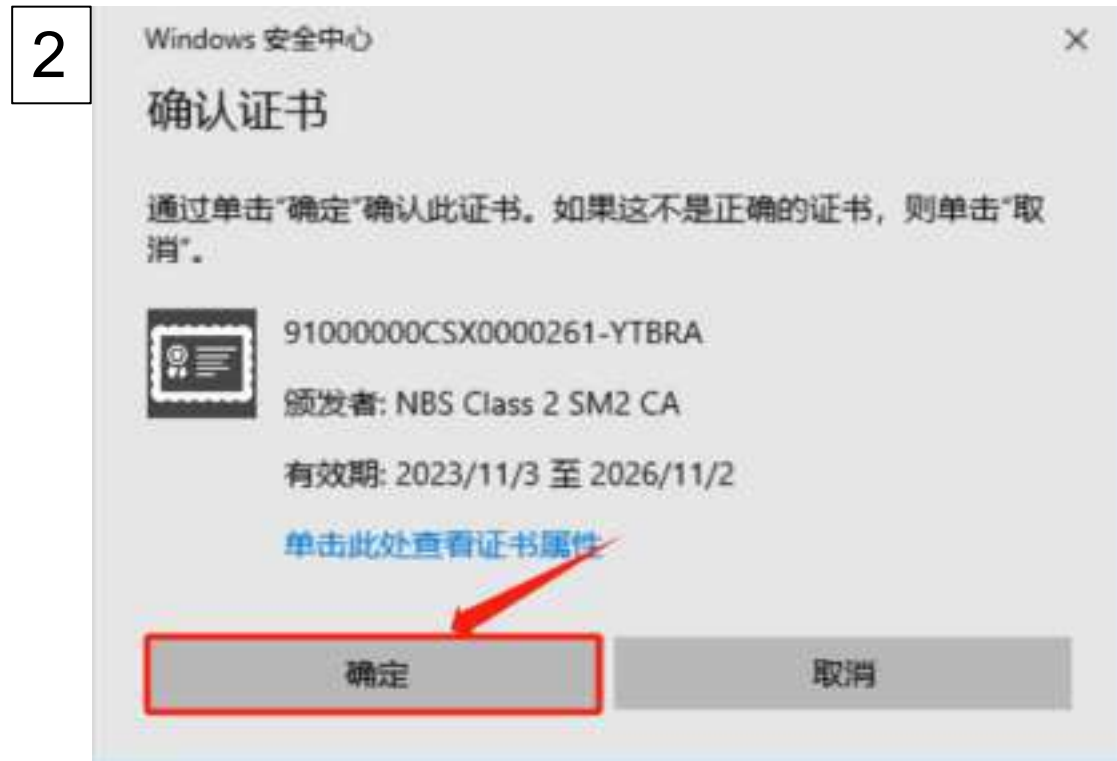 2
Windows 安全中心
确认证书
通过单击"确定"确认此证书。如果这不是正确的证书，则单击"取
消"。
91000000CSX0000261-YTBRA
颁发者: NBS Class 2 SM2 CA
有效期: 2023/11/3 至 2026/11/2
单击此处查看证书属性
确定
取消